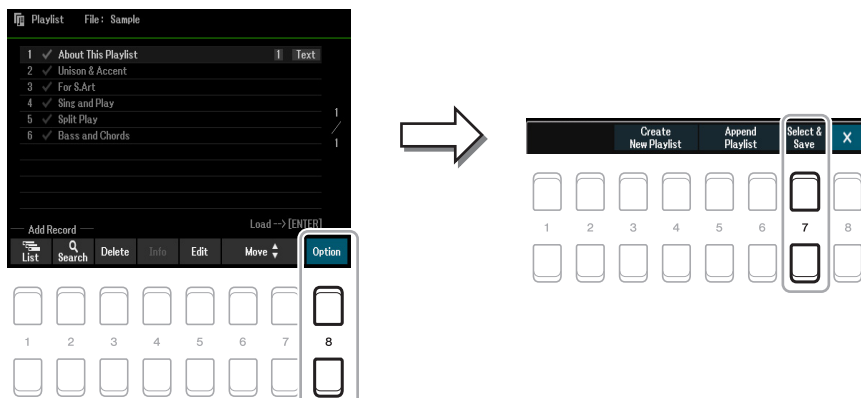 Playlist File: Sample
1 About This Playlist 1 Text
2 Unison & Accent
3 For S.Art
4 Sing and Play
5 Split Play
6 Bass and Chords
1
/
1
Add Record
Load --> [ENTER]
List Search Delete Info Edit Move Option
1 2 3 4 5 6 7 8
Create
New Playlist
Append
Playlist
Select &
Save
X
1 2 3 4 5 6 7 8